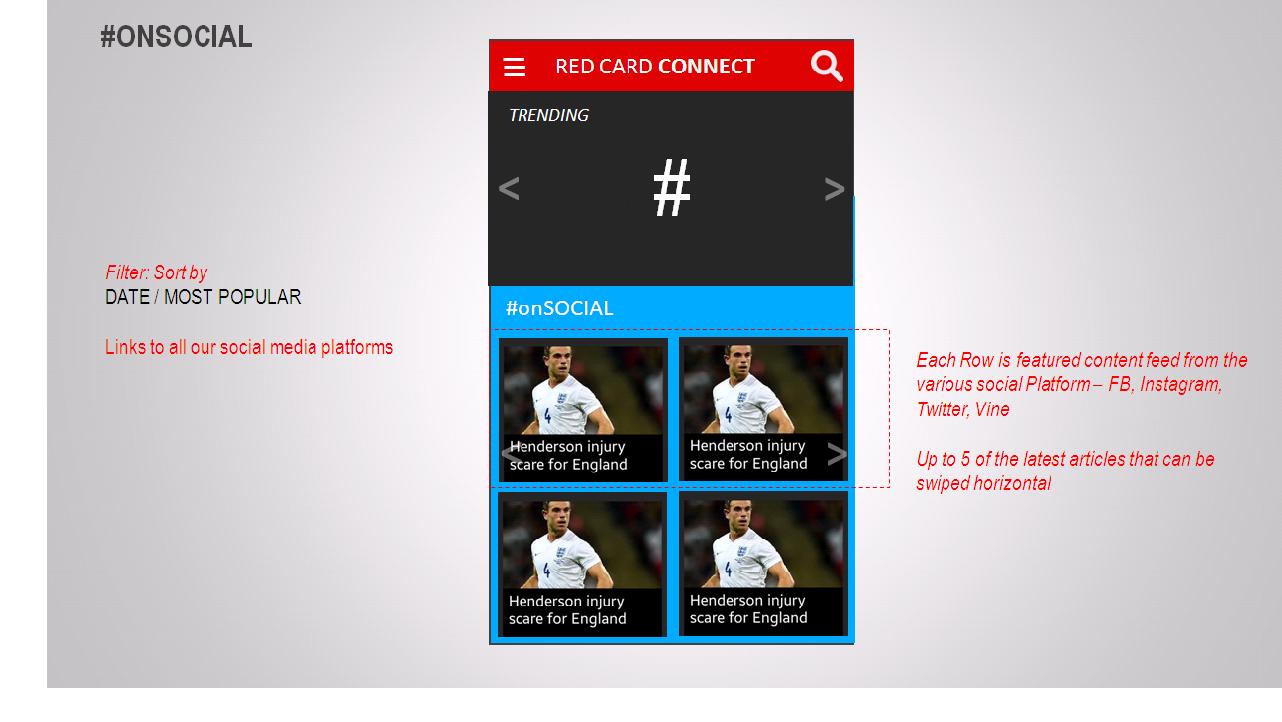 #ONSOCIAL
RED CARD CONNECT
TRENDING
<
#
>
Filter: Sort by
DATE / MOST POPULAR
Links to all our social media platforms
#onSOCIAL
Henderson injury
scare for England
<
Henderson injury
scare for England
>
Henderson injury
scare for England
Henderson injury
scare for England
Each Row is featured content feed from the
various social Platform – FB, Instagram,
Twitter, Vine
Up to 5 of the latest articles that can be
swiped horizontal